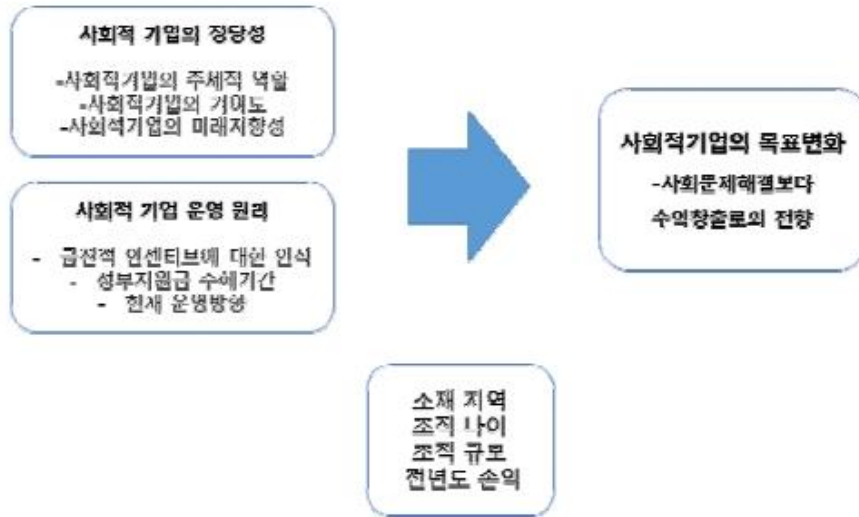 사회적 기업의 정당성
-사회적기업의 주체적 역할
-사회적기업의 기여도
-사회적기업의 미래지향성
사회적 기업 운영 원리
- 금전적 인센티브에 대한 인식
- 정부지원금 수혜기간
- 현재 운영방향
사회적기업의 목표변화
-사회문제해결보다
수익창출로의 전향
소재 지역
조직 나이
조직 규모
전년도 손익